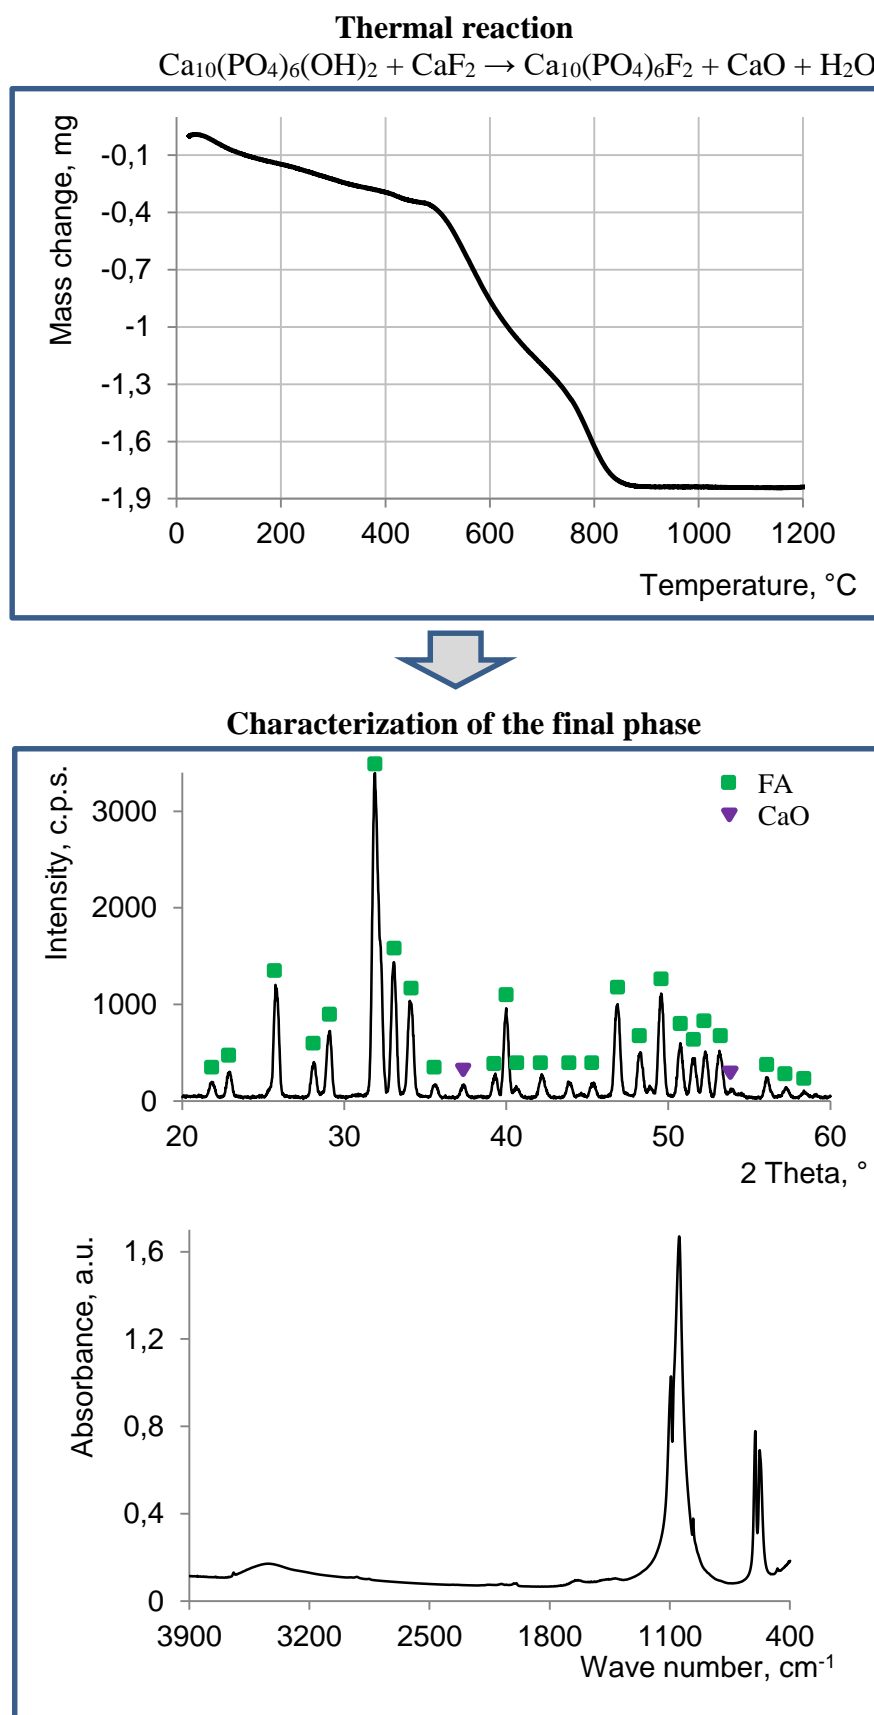 Thermal reaction
Ca₁₀(PO₄)₆(OH)₂ + CaF₂ → Ca₁₀(PO₄)₆F₂ + CaO + H₂O
Mass change, mg
-0,1
-0,4
-0,7
-1
-1,3
-1,6
-1,9
0 200 400 600 800 1000 1200
Temperature, °C
Characterization of the final phase
Intensity, c.p.s.
FA
CaO
3000
2000
1000
0
20 30 40 50 60
2 Theta, °
Absorbance, a.u.
1,6
1,2
0,8
0,4
0
3900 3200 2500 1800 1100 400
Wave number, cm⁻¹